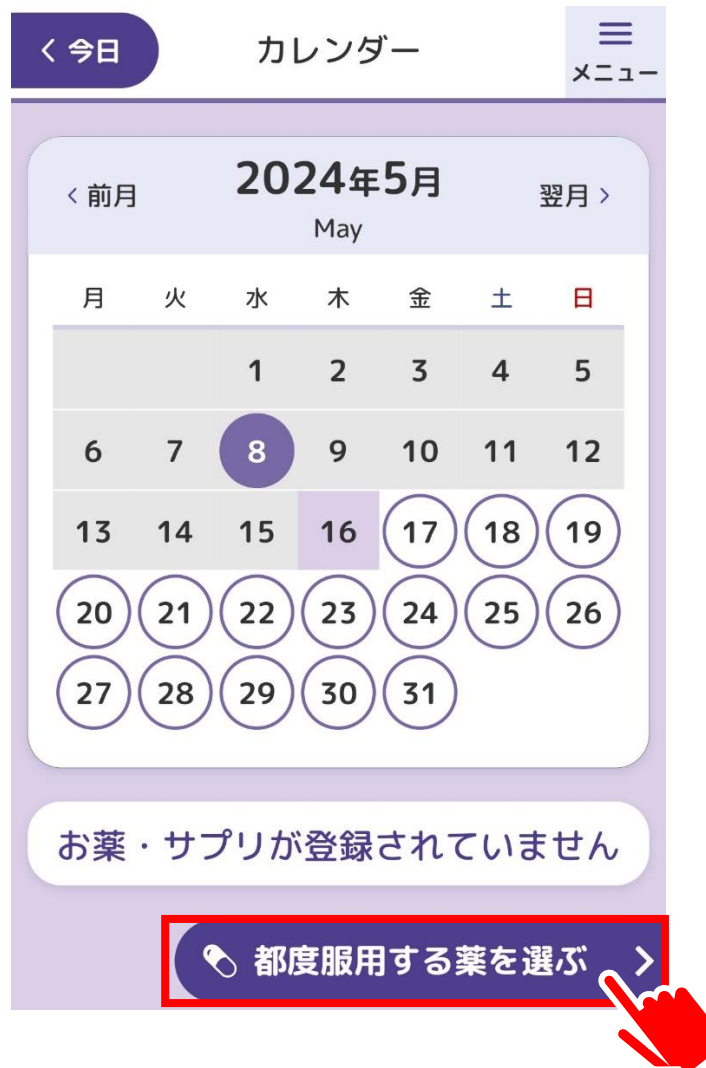 < 今日
カレンダー
メニュー
< 前月
2024年5月
翌月 >
May
月 火 水 木 金 土 日
1 2 3 4 5
6 7 8 9 10 11 12
13 14 15 16 17 18 19
20 21 22 23 24 25 26
27 28 29 30 31
お薬・サプリが登録されていません
都度服用する薬を選ぶ >